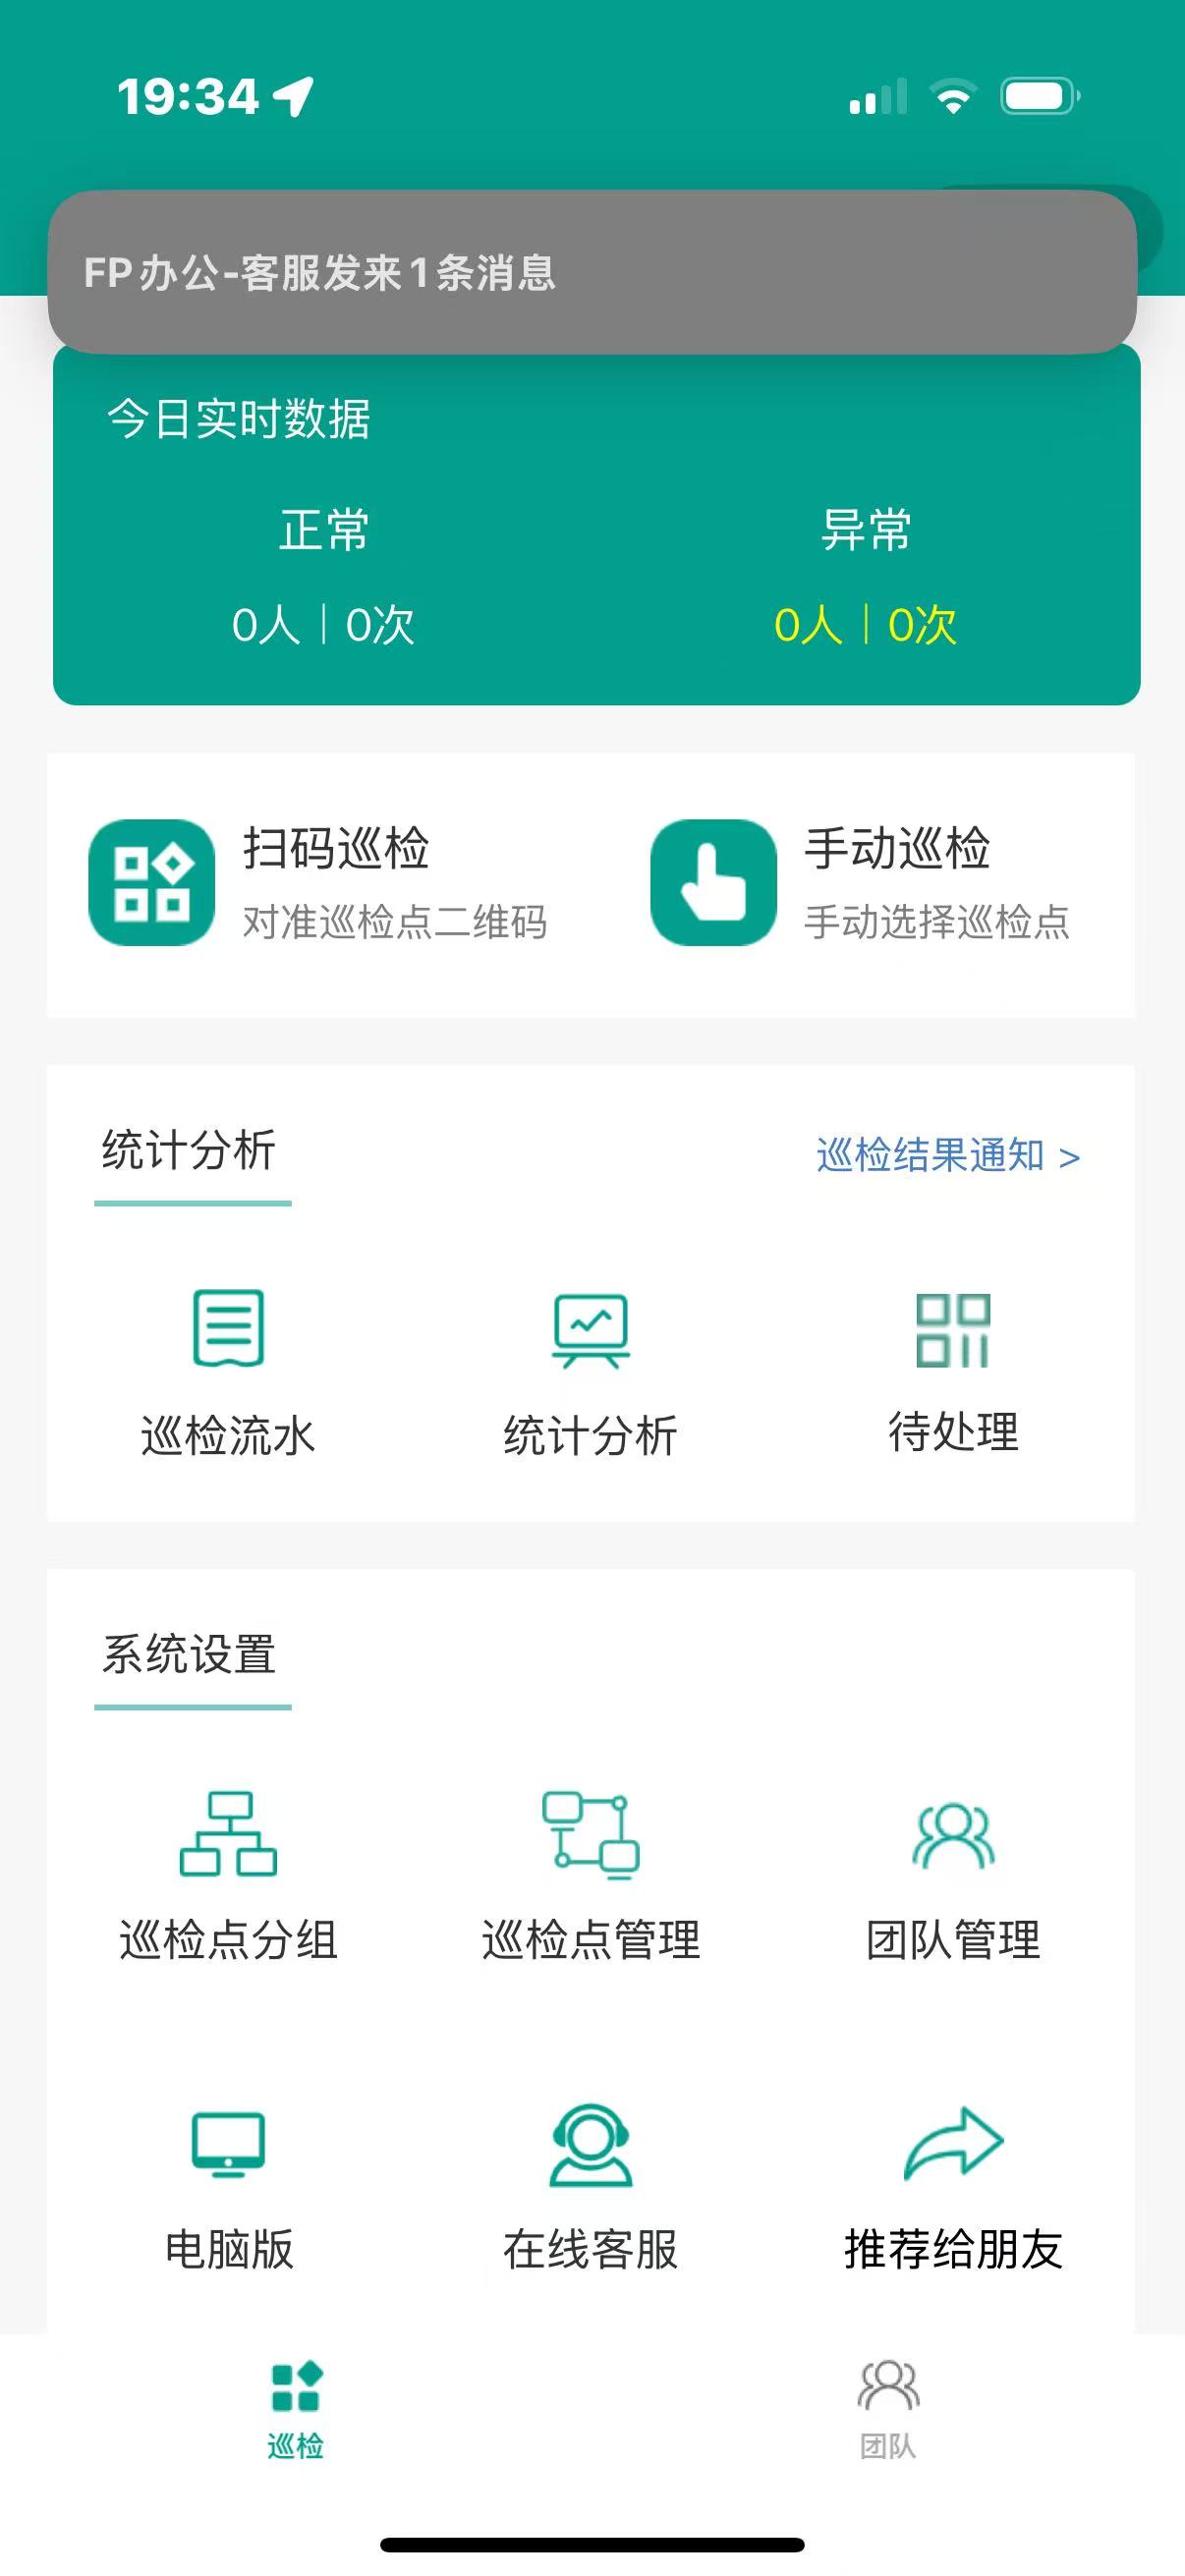 19:34
FP办公-客服发来1条消息
今日实时数据
正常 异常
0人｜0次 0人｜0次
扫码巡检 手动巡检
对准巡检点二维码 手动选择巡检点
统计分析 巡检结果通知 >
巡检流水 统计分析 待处理
系统设置
巡检点分组 巡检点管理 团队管理
电脑版 在线客服 推荐给朋友
巡检 团队